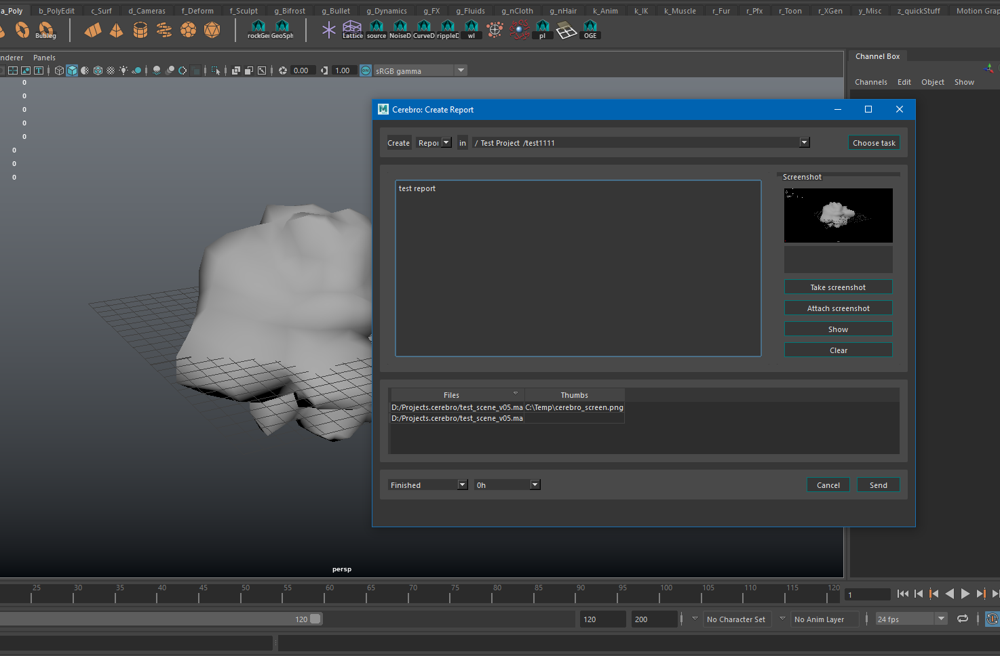 a_Poly b_PolyEdit c_Surf d_Cameras f_Deform f_Sculpt g_Bifrost g_Bullet g_Dynamics g_FX g_Fluids g_nCloth g_nHair k_Anim k_IK k_Muscle r_Fur r_Pfx r_Toon r_XGen y_Misc z_quickStuff Motion Grap
Bubleg rockGe GeoSph Lattice source NoiseD CurveD rippleD wl pl OGE
nderer Panels
0.00 1.00 ON sRGB gamma
0
0
0
0
0
0
0
0
persp
Channel Box
Channels Edit Object Show
Cerebro: Create Report
Create Repor in / Test Project /test1111 Choose task
test report
Screenshot
Take screenshot
Attach screenshot
Show
Clear
Files Thumbs
D:/Projects.cerebro/test_scene_v05.ma C:\Temp\cerebro_screen.png
D:/Projects.cerebro/test_scene_v05.ma
Finished 0h Cancel Send
25 30 35 40 45 50 55 60 65 70 75 80 85 90 95 100 105 110 115 120
1
120 120 200 No Character Set No Anim Layer 24 fps